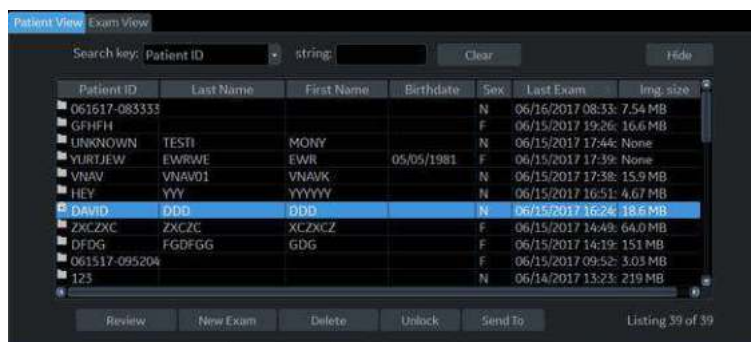 Patient View Exam View
Search key: Patient ID string: Clear Hide
Patient ID Last Name First Name Birthdate Sex Last Exam Img. size
061617-083333 N 06/16/2017 08:33: 7.54 MB
GFHFH F 06/15/2017 19:26: 16.6 MB
UNKNOWN TESTI MONY N 06/15/2017 17:44: None
YURTJEW EWRWE EWR 05/05/1981 F 06/15/2017 17:39: None
VNAV VNAV01 VNAVK F 06/15/2017 17:38: 15.9 MB
HEY YYY YYYYYY N 06/15/2017 16:51: 4.67 MB
DAVID DDD DDD N 06/15/2017 16:24: 18.6 MB
ZXCZXC ZXCZC XCZXCZ F 06/15/2017 14:49: 64.0 MB
DFDG FGDFGG GDG F 06/15/2017 14:19: 151 MB
061517-095204 F 06/15/2017 09:52: 3.03 MB
123 N 06/14/2017 13:23: 219 MB
Review New Exam Delete Unlock Send To Listing 39 of 39